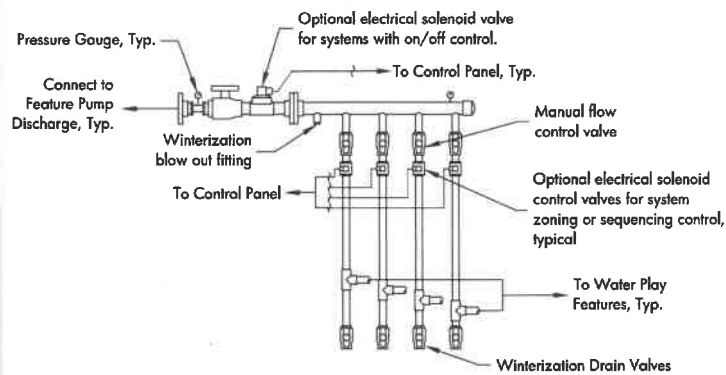 Optional electrical solenoid valve
for systems with on/off control.
Pressure Gauge, Typ.
To Control Panel, Typ.
Connect to
Feature Pump
Discharge, Typ.
Manual flow
control valve
Winterization
blow out fitting
To Control Panel
Optional electrical solenoid
control valves for system
zoning or sequencing control,
typical
To Water Play
Features, Typ.
Winterization Drain Valves